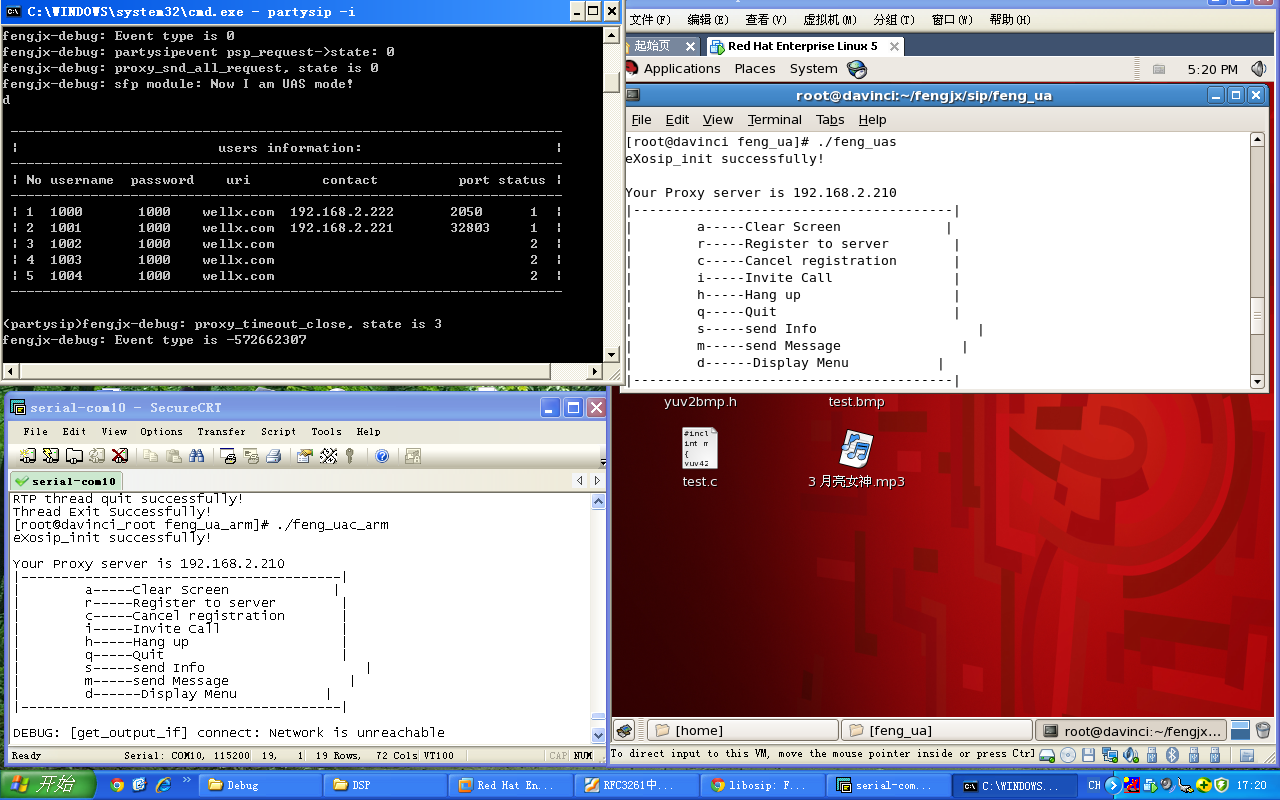 C:\WINDOWS\system32\cmd.exe - partysip -i
fengjx-debug: Event type is 0
fengjx-debug: partysipevent psp_request->state: 0
fengjx-debug: proxy_snd_all_request, state is 0
fengjx-debug: sfp module: Now I am UAS mode!
d
--------------------------------------------------------------------
| users information: |
--------------------------------------------------------------------
| No username password uri contact port status |
--------------------------------------------------------------------
| 1 1000 1000 wellx.com 192.168.2.222 2050 1 |
| 2 1001 1000 wellx.com 192.168.2.221 32803 1 |
| 3 1002 1000 wellx.com 2 |
| 4 1003 1000 wellx.com 2 |
| 5 1004 1000 wellx.com 2 |
--------------------------------------------------------------------
(partysip)fengjx-debug: proxy_timeout_close, state is 3
fengjx-debug: Event type is -572662307
文件(F) 编辑(E) 查看(V) 虚拟机(M) 分组(T) 窗口(W) 帮助(H)
起始页 Red Hat Enterprise Linux 5
Applications Places System 5:20 PM
root@davinci:~/fengjx/sip/feng_ua
File Edit View Terminal Tabs Help
[root@davinci feng_ua]# ./feng_uas
eXosip_init successfully!
Your Proxy server is 192.168.2.210
|----------------------------------------|
| a-----Clear Screen |
| r-----Register to server |
| c-----Cancel registration |
| i-----Invite Call |
| h-----Hang up |
| q-----Quit |
| s-----send Info |
| m-----send Message |
| d------Display Menu |
|----------------------------------------|
yuv2bmp.h test.bmp
#incl
int m
{
yuv42
test.c 3 月亮女神.mp3
serial-com10 - SecureCRT
File Edit View Options Transfer Script Tools Help
serial-com10
RTP thread quit successfully!
Thread Exit Successfully!
[root@davinci_root feng_ua_arm]# ./feng_uac_arm
eXosip_init successfully!
Your Proxy server is 192.168.2.210
|----------------------------------------|
| a-----Clear Screen |
| r-----Register to server |
| c-----Cancel registration |
| i-----Invite Call |
| h-----Hang up |
| q-----Quit |
| s-----send Info |
| m-----send Message |
| d------Display Menu |
|----------------------------------------|
DEBUG: [get_output_if] connect: Network is unreachable
Ready Serial: COM10, 115200 19, 1 19 Rows, 72 Cols VT100 CAP NUM
[home] [feng_ua] root@davinci:~/fengjx...
To direct input to this VM, move the mouse pointer inside or press Ctrl
开始 Debug DSP Red Hat En... RFC3261中... libosip: F... serial-com... C:\WINDOWS... CH 17:20